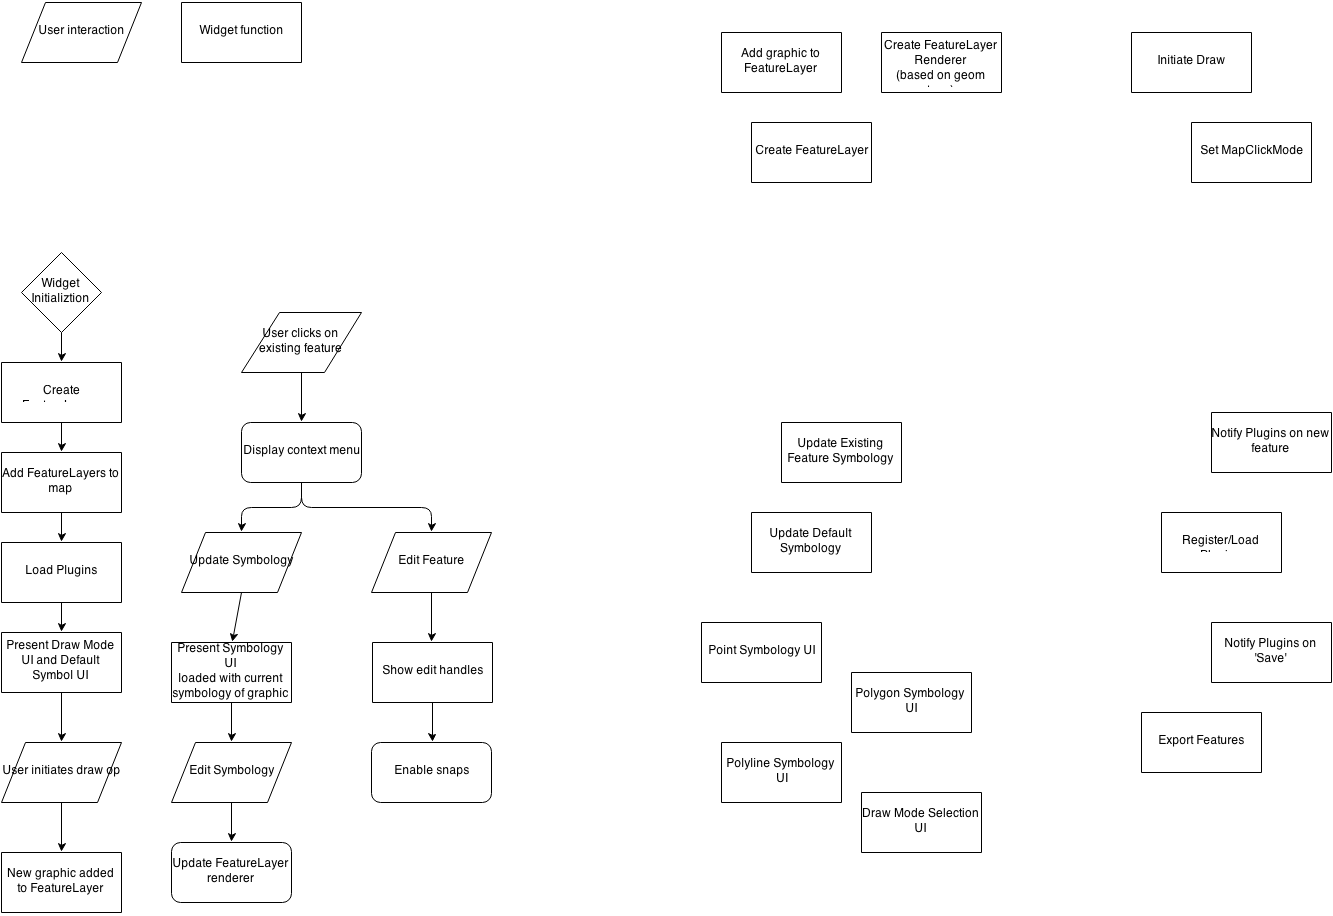 User interaction
Widget function
Add graphic to
FeatureLayer
Create FeatureLayer
Renderer
(based on geom
Initiate Draw
Create FeatureLayer
Set MapClickMode
Widget
Initializtion
User clicks on
existing feature
Create
Display context menu
Add FeatureLayers to
map
Load Plugins
Update Symbology
Edit Feature
Present Draw Mode
UI and Default
Symbol UI
Present Symbology
UI
loaded with current
symbology of graphic
Show edit handles
User initiates draw op
Edit Symbology
Enable snaps
New graphic added
to FeatureLayer
Update FeatureLayer
renderer
Update Existing
Feature Symbology
Notify Plugins on new
feature
Update Default
Symbology
Register/Load
Point Symbology UI
Notify Plugins on
'Save'
Polygon Symbology
UI
Export Features
Polyline Symbology
UI
Draw Mode Selection
UI